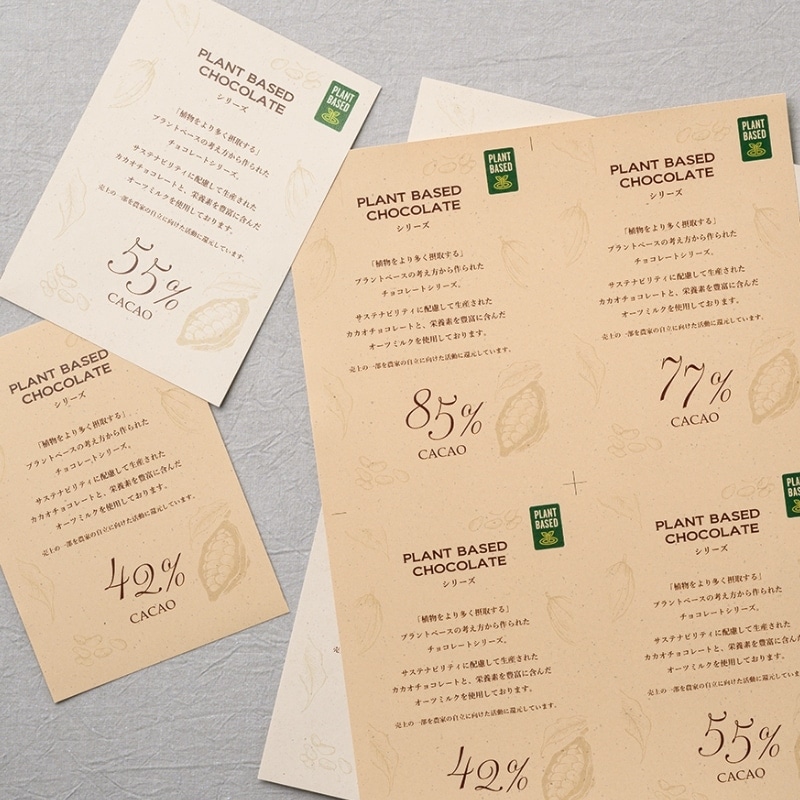 PLANT BASED
CHOCOLATE
シリーズ
PLANT
BASED
「植物をより多く摂取する」
プラントベースの考え方から作られた
チョコレートシリーズ。
サステナビリティに配慮して生産された
カカオチョコレートと、栄養素を豊富に含んだ
オーツミルクを使用しております。
売上の一部を農家の自立に向けた活動に還元しています。
55%
CACAO
PLANT BASED
CHOCOLATE
シリーズ
「植物をより多く摂取する」
プラントベースの考え方から作られた
チョコレートシリーズ。
サステナビリティに配慮して生産された
カカオチョコレートと、栄養素を豊富に含んだ
オーツミルクを使用しております。
売上の一部を農家の自立に向けた活動に還元しています。
42%
CACAO
PLANT BASED
CHOCOLATE
シリーズ
PLANT
BASED
「植物をより多く摂取する」
プラントベースの考え方から作られた
チョコレートシリーズ。
サステナビリティに配慮して生産された
カカオチョコレートと、栄養素を豊富に含んだ
オーツミルクを使用しております。
売上の一部を農家の自立に向けた活動に還元しています。
85%
CACAO
PLANT BASED
CHOCOLATE
シリーズ
PLANT
BASED
「植物をより多く摂取する」
プラントベースの考え方から作られた
チョコレートシリーズ。
サステナビリティに配慮して生産された
カカオチョコレートと、栄養素を豊富に含んだ
オーツミルクを使用しております。
売上の一部を農家の自立に向けた活動に還元しています。
77%
CACAO
PLANT BASED
CHOCOLATE
シリーズ
PLANT
BASED
「植物をより多く摂取する」
プラントベースの考え方から作られた
チョコレートシリーズ。
サステナビリティに配慮して生産された
カカオチョコレートと、栄養素を豊富に含んだ
オーツミルクを使用しております。
売上の一部を農家の自立に向けた活動に還元しています。
42%
PLANT BASED
CHOCOLATE
シリーズ
「植物をより多く摂取する」
プラントベースの考え方から作られた
チョコレートシリーズ。
サステナビリティに配慮して生産された
カカオチョコレートと、栄養素を豊富に含んだ
オーツミルクを使用しております。
売上の一部を農家の自立に向けた活動に還元しています。
55%
CACAO